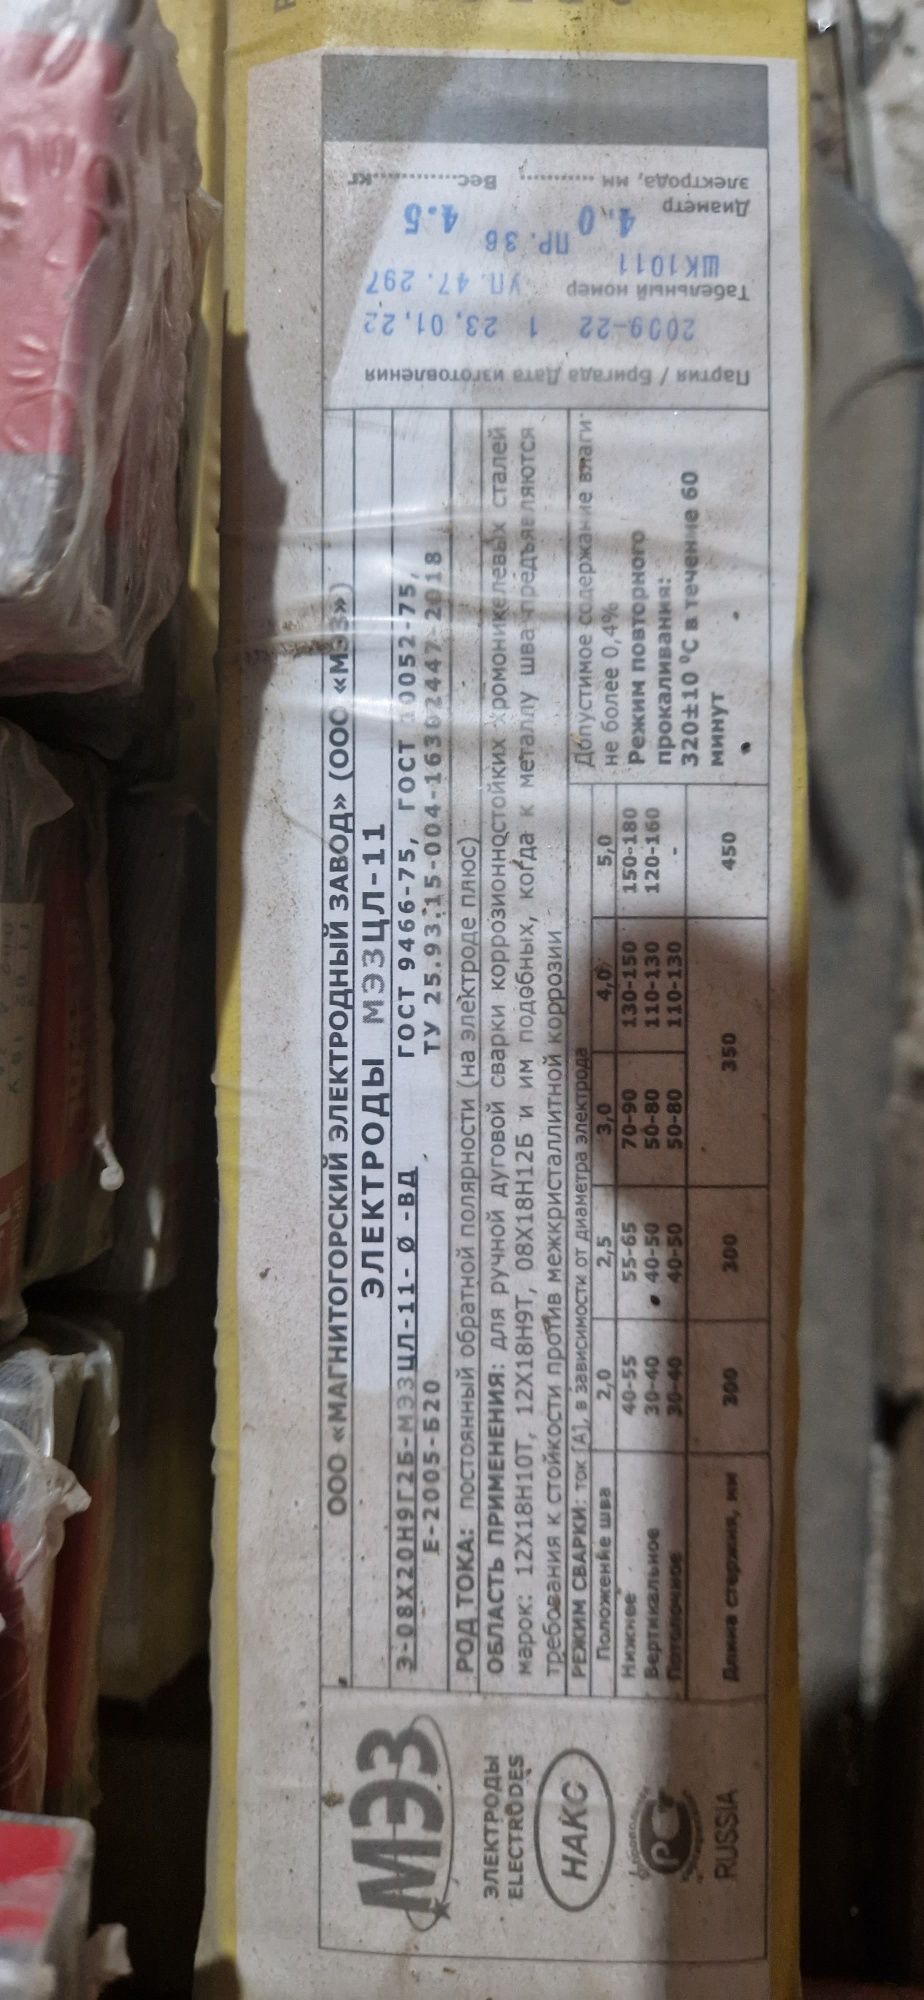 МЭЗ
ЭЛЕКТРОДЫ
ELECTRODES
НАКС
РС
RUSSIA
ООО «МАГНИТОГОРСКИЙ ЭЛЕКТРОДНЫЙ ЗАВОД» (ООО «МЭЗ»)
ЭЛЕКТРОДЫ МЭЗЦЛ-11
Э-08Х20Н9Г2Б-МЭЗЦЛ-11- Ø -ВД ГОСТ 9466-75, ГОСТ 10052-75,
Е-2005-Б20 ТУ 25.93.15-004-16302447-2018
РОД ТОКА: постоянный обратной полярности (на электроде плюс)
ОБЛАСТЬ ПРИМЕНЕНИЯ: для ручной дуговой сварки коррозионностойких хромоникелевых сталей
марок: 12Х18Н10Т, 12Х18Н9Т, 08Х18Н12Б и им подобных, когда к металлу шва предъявляются
требования к стойкости против межкристаллитной коррозии
РЕЖИМ СВАРКИ: ток [А], в зависимости от диаметра электрода
Положение шва 2,0 2,5 3,0 4,0 5,0
Нижнее 40-55 55-65 70-90 130-150 150-180
Вертикальное 30-40 40-50 50-80 110-130 120-160
Потолочное 30-40 40-50 50-80 110-130 -
Длина стержня, мм 300 300 350 450
Допустимое содержание влаги
не более 0,4%
Режим повторного
прокаливания:
320±10 ºС в течение 60
минут
Партия / Бригада Дата изготовления
2009-22 1 23.01.22
Табельный номер УП.47.297
ШК1011 ПР.36
Диаметр 4,0 4.5
электрода, мм .......... Вес..........кг